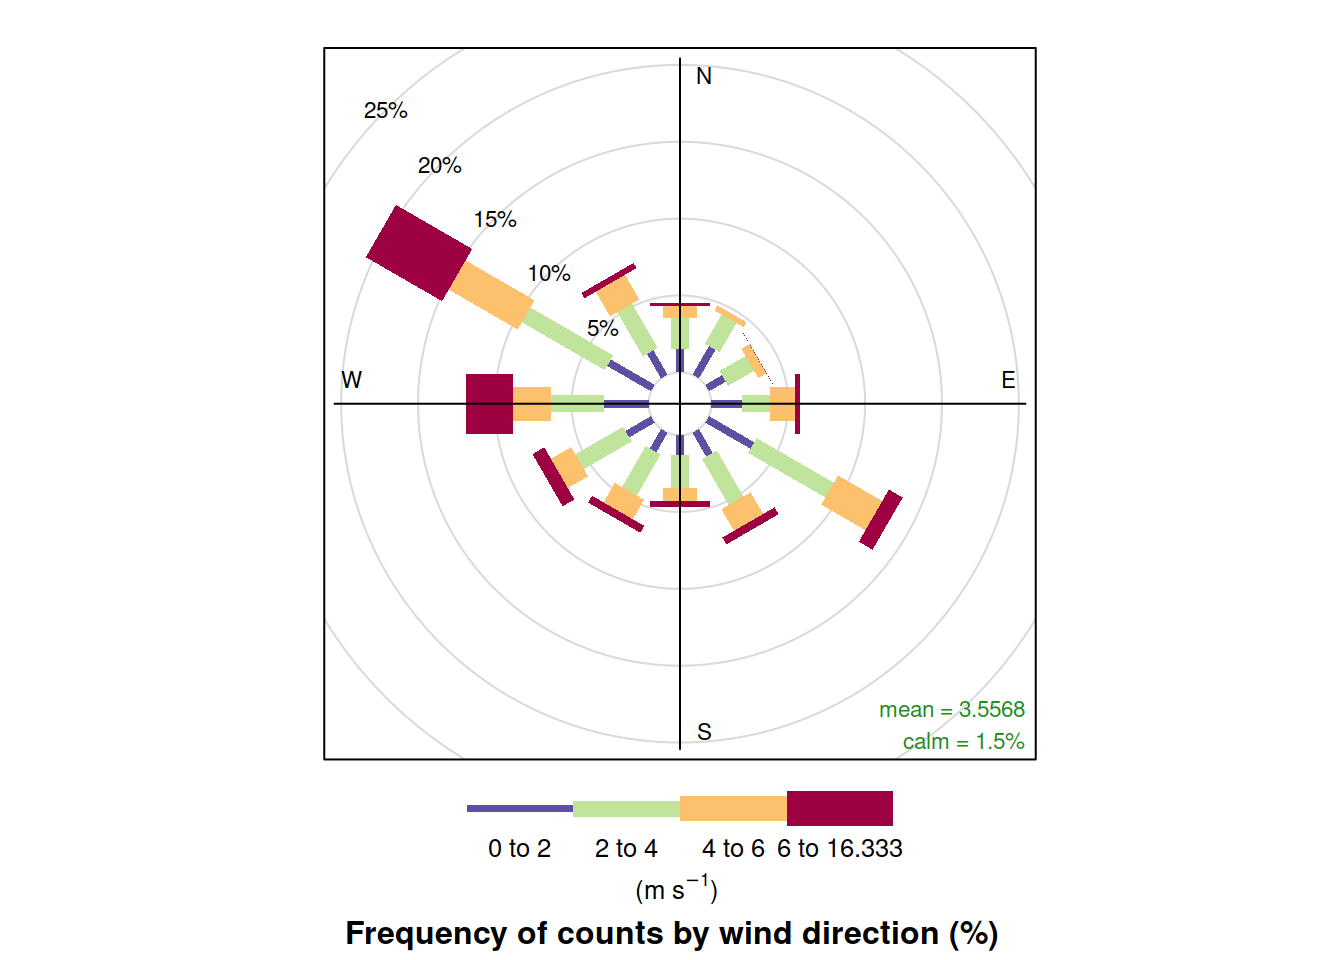 N
25%
20%
15%
10%
5%
W
E
S
mean = 3.5568
calm = 1.5%
0 to 2
2 to 4
4 to 6
6 to 16.333
(m s⁻¹)
Frequency of counts by wind direction (%)